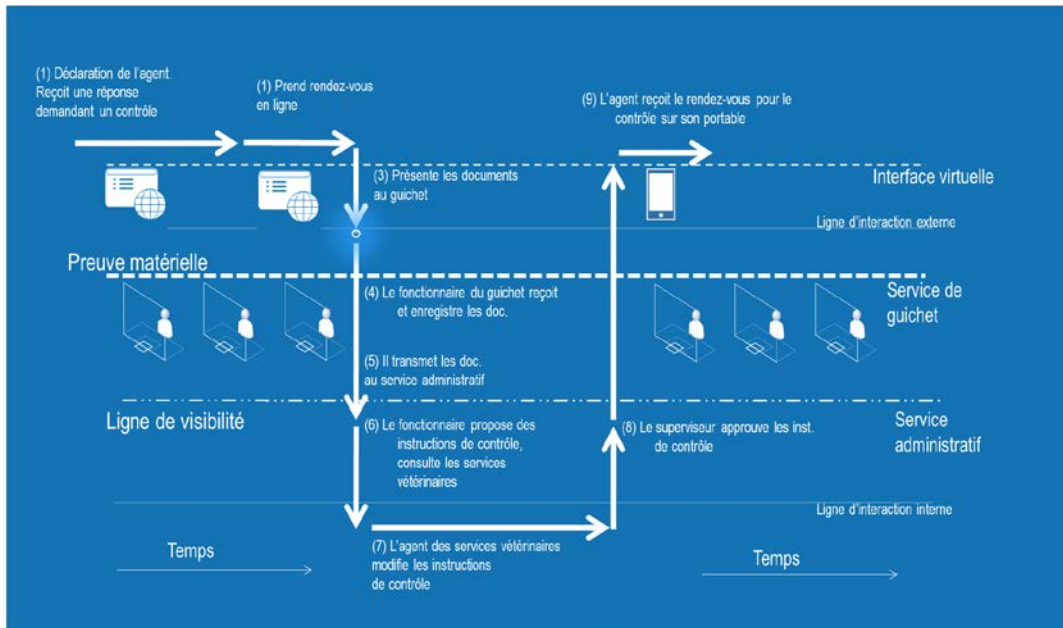 (1) Déclaration de l'agent.
Reçoit une réponse
demandant un contrôle
(1) Prend rendez-vous
en ligne
(9) L'agent reçoit le rendez-vous pour le
contrôle sur son portable
(3) Présente les documents
au guichet
Interface virtuelle
Ligne d'interaction externe
Preuve matérielle
(4) Le fonctionnaire du guichet reçoit
et enregistre les doc.
Service de
guichet
(5) Il transmet les doc.
au service administratif
Ligne de visibilité
(6) Le fonctionnaire propose des
instructions de contrôle,
consulte les services
vétérinaires
(8) Le superviseur approuve les inst.
de contrôle
Service
administratif
Ligne d'interaction interne
Temps
(7) L'agent des services vétérinaires
modifie les instructions
de contrôle
Temps